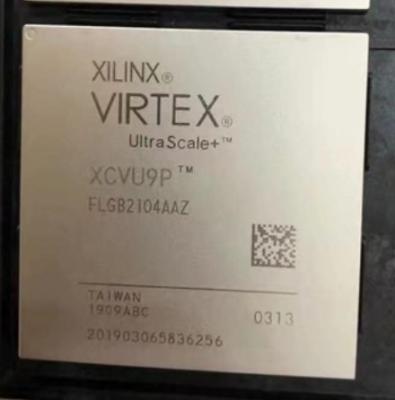 XILINX®
VIRTEX®
UltraScale+™
XCVU9P™
FLGB2104AAZ
TAIWAN
1909ABC
0313
201903065836256